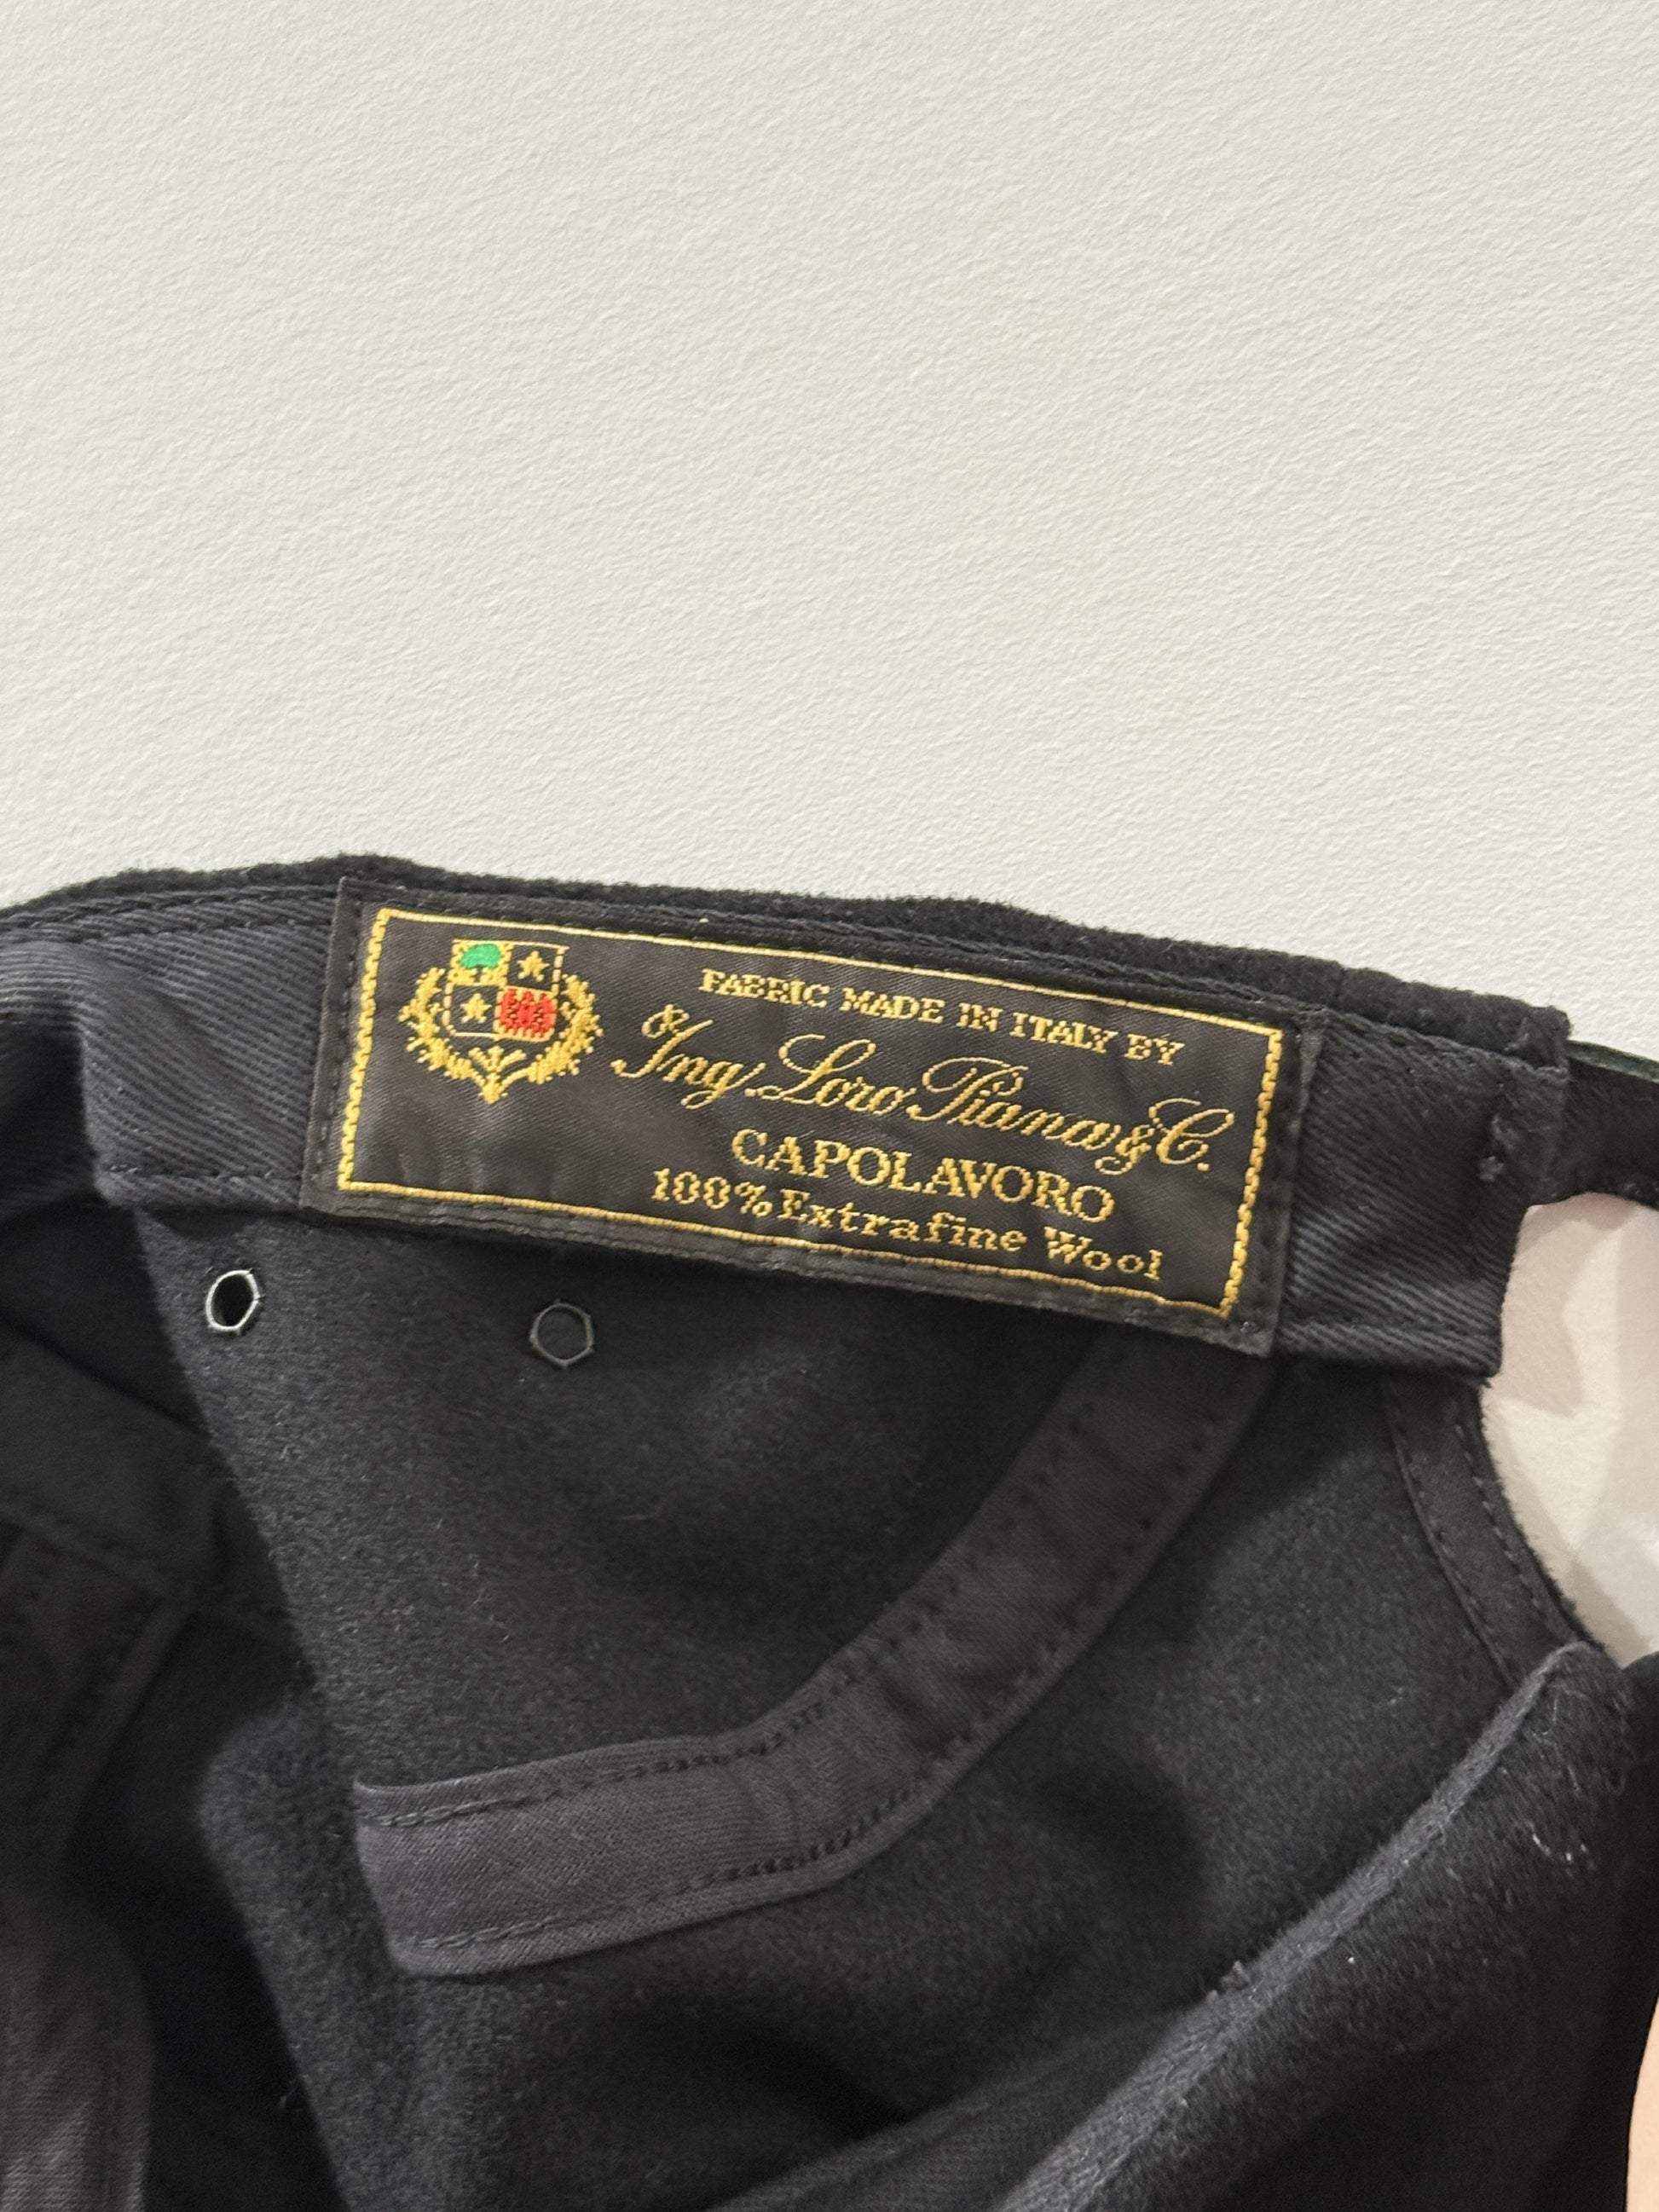 FABRIC MADE IN ITALY BY
Ing. Loro Piana & C.
CAPOLAVORO
100% Extrafine Wool